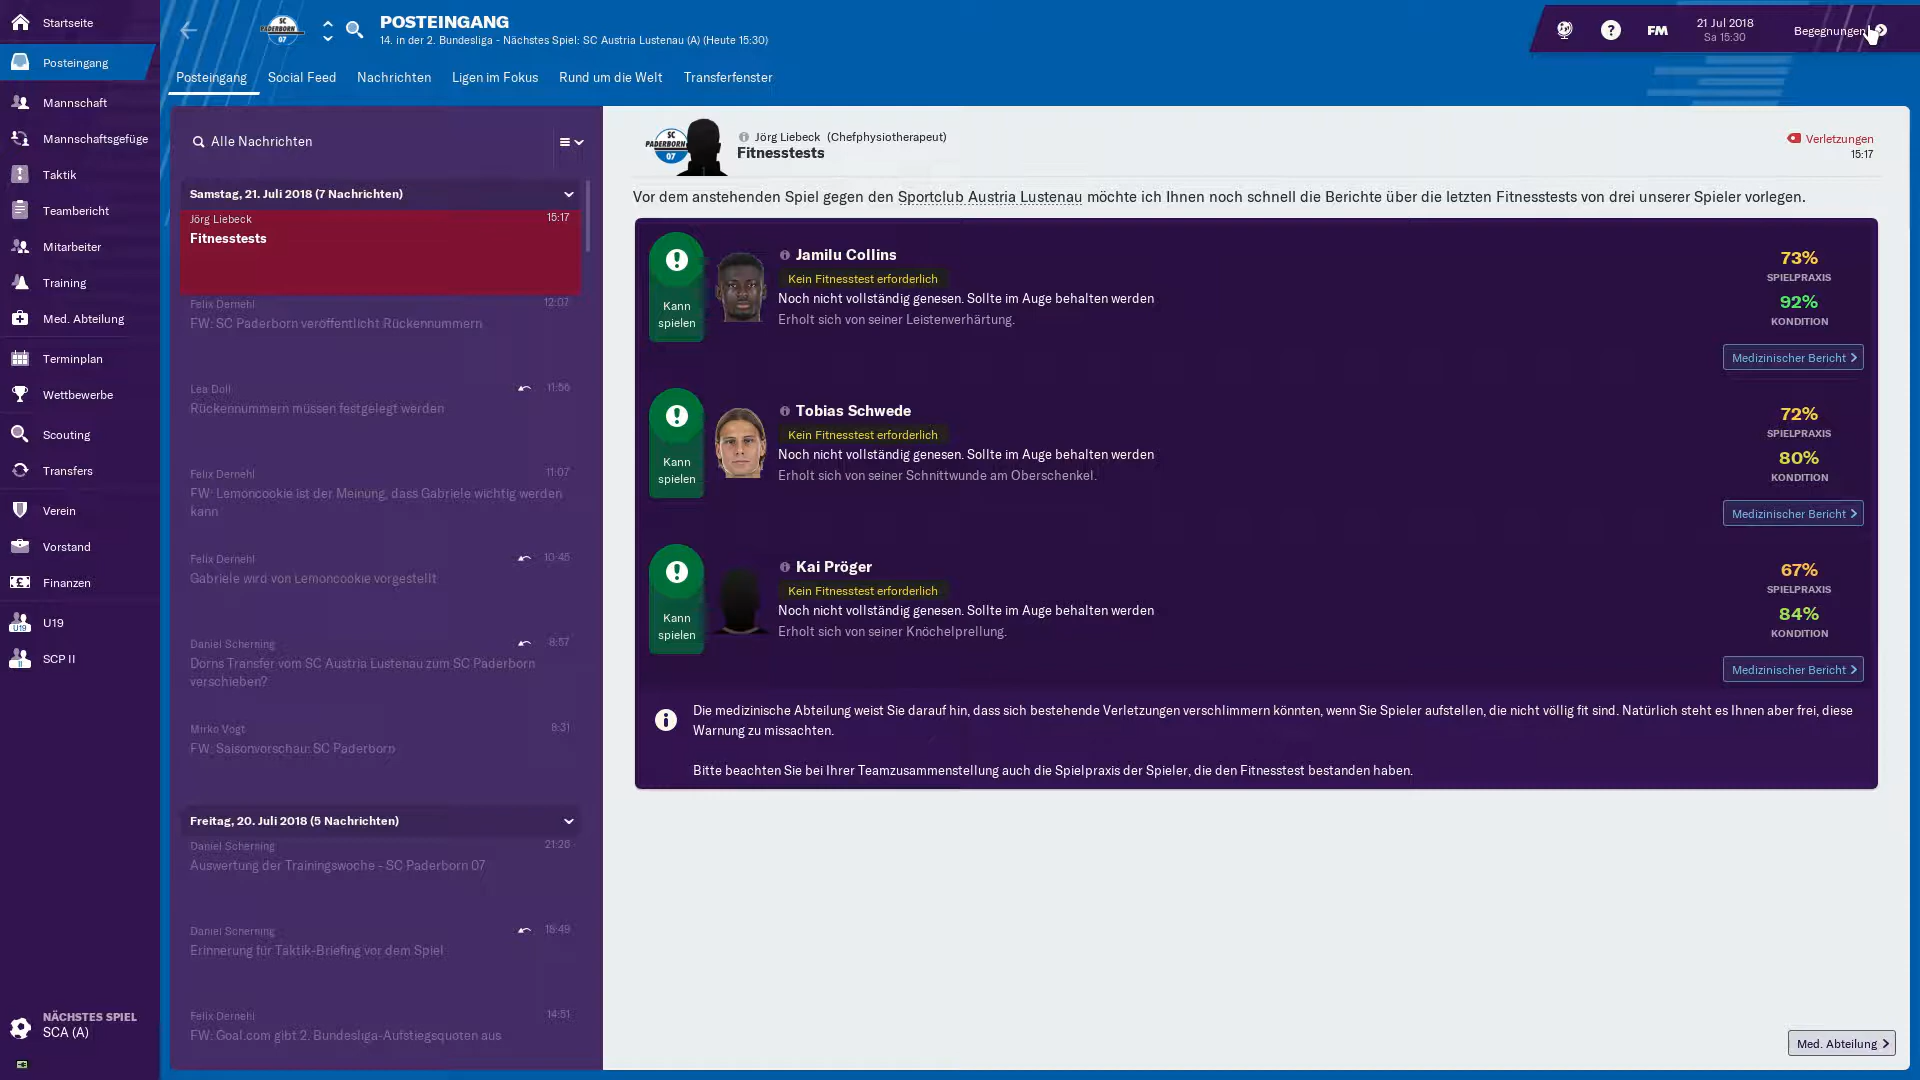 Startseite
Posteingang
Mannschaft
Mannschaftsgefüge
Taktik
Teambericht
Mitarbeiter
Training
Med. Abteilung
Terminplan
Wettbewerbe
Scouting
Transfers
Verein
Vorstand
Finanzen
U19
U19
SCP II
II
NÄCHSTES SPIEL
SCA (A)
SC
PADERBORN
07
POSTEINGANG
14. in der 2. Bundesliga - Nächstes Spiel: SC Austria Lustenau (A) (Heute 15:30)
?
FM
21 Jul 2018
Sa 15:30
Begegnungen
Posteingang
Social Feed
Nachrichten
Ligen im Fokus
Rund um die Welt
Transferfenster
Alle Nachrichten
Samstag, 21. Juli 2018 (7 Nachrichten)
Jörg Liebeck 15:17
Fitnesstests
Felix Dernehl 12:07
FW: SC Paderborn veröffentlicht Rückennummern
Lea Doll 11:56
Rückennummern müssen festgelegt werden
Felix Dernehl 11:07
FW: Lemoncookie ist der Meinung, dass Gabriele wichtig werden
kann
Felix Dernehl 10:45
Gabriele wird von Lemoncookie vorgestellt
Daniel Scherning 8:57
Dorns Transfer vom SC Austria Lustenau zum SC Paderborn
verschieben?
Mirko Vogt 8:31
FW: Saisonvorschau: SC Paderborn
Freitag, 20. Juli 2018 (5 Nachrichten)
Daniel Scherning 21:26
Auswertung der Trainingswoche - SC Paderborn 07
Daniel Scherning 18:49
Erinnerung für Taktik-Briefing vor dem Spiel
Felix Dernehl 14:51
FW: Goal.com gibt 2. Bundesliga-Aufstiegsquoten aus
SC
PADERBORN
07
Jörg Liebeck (Chefphysiotherapeut)
Fitnesstests
Verletzungen
15:17
Vor dem anstehenden Spiel gegen den Sportclub Austria Lustenau möchte ich Ihnen noch schnell die Berichte über die letzten Fitnesstests von drei unserer Spieler vorlegen.
Kann
spielen
Jamilu Collins
Kein Fitnesstest erforderlich
Noch nicht vollständig genesen. Sollte im Auge behalten werden
Erholt sich von seiner Leistenverhärtung.
73%
SPIELPRAXIS
92%
KONDITION
Medizinischer Bericht
Kann
spielen
Tobias Schwede
Kein Fitnesstest erforderlich
Noch nicht vollständig genesen. Sollte im Auge behalten werden
Erholt sich von seiner Schnittwunde am Oberschenkel.
72%
SPIELPRAXIS
80%
KONDITION
Medizinischer Bericht
Kann
spielen
Kai Pröger
Kein Fitnesstest erforderlich
Noch nicht vollständig genesen. Sollte im Auge behalten werden
Erholt sich von seiner Knöchelprellung.
67%
SPIELPRAXIS
84%
KONDITION
Medizinischer Bericht
Die medizinische Abteilung weist Sie darauf hin, dass sich bestehende Verletzungen verschlimmern könnten, wenn Sie Spieler aufstellen, die nicht völlig fit sind. Natürlich steht es Ihnen aber frei, diese
Warnung zu missachten.
Bitte beachten Sie bei Ihrer Teamzusammenstellung auch die Spielpraxis der Spieler, die den Fitnesstest bestanden haben.
Med. Abteilung